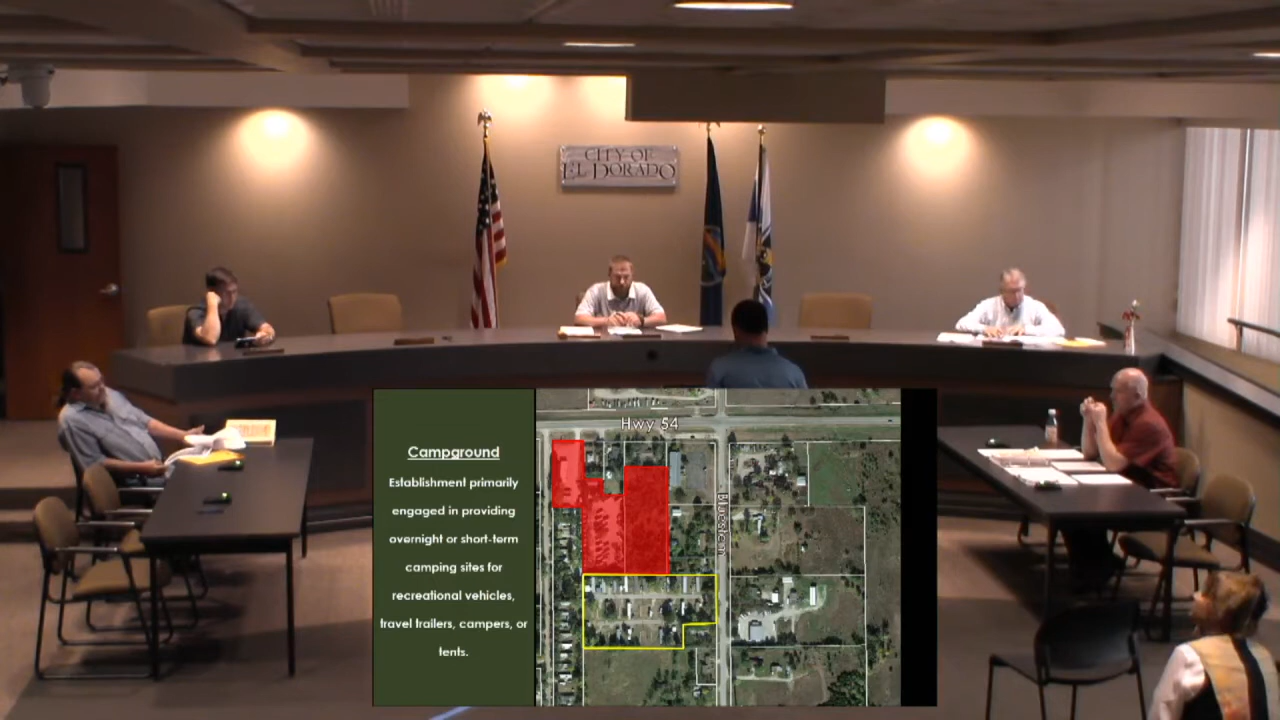 CITY OF
EL DORADO
Campground
Establishment primarily
engaged in providing
overnight or short-term
camping sites for
recreational vehicles,
travel trailers, campers, or
tents.
Hwy 54
Bluestem